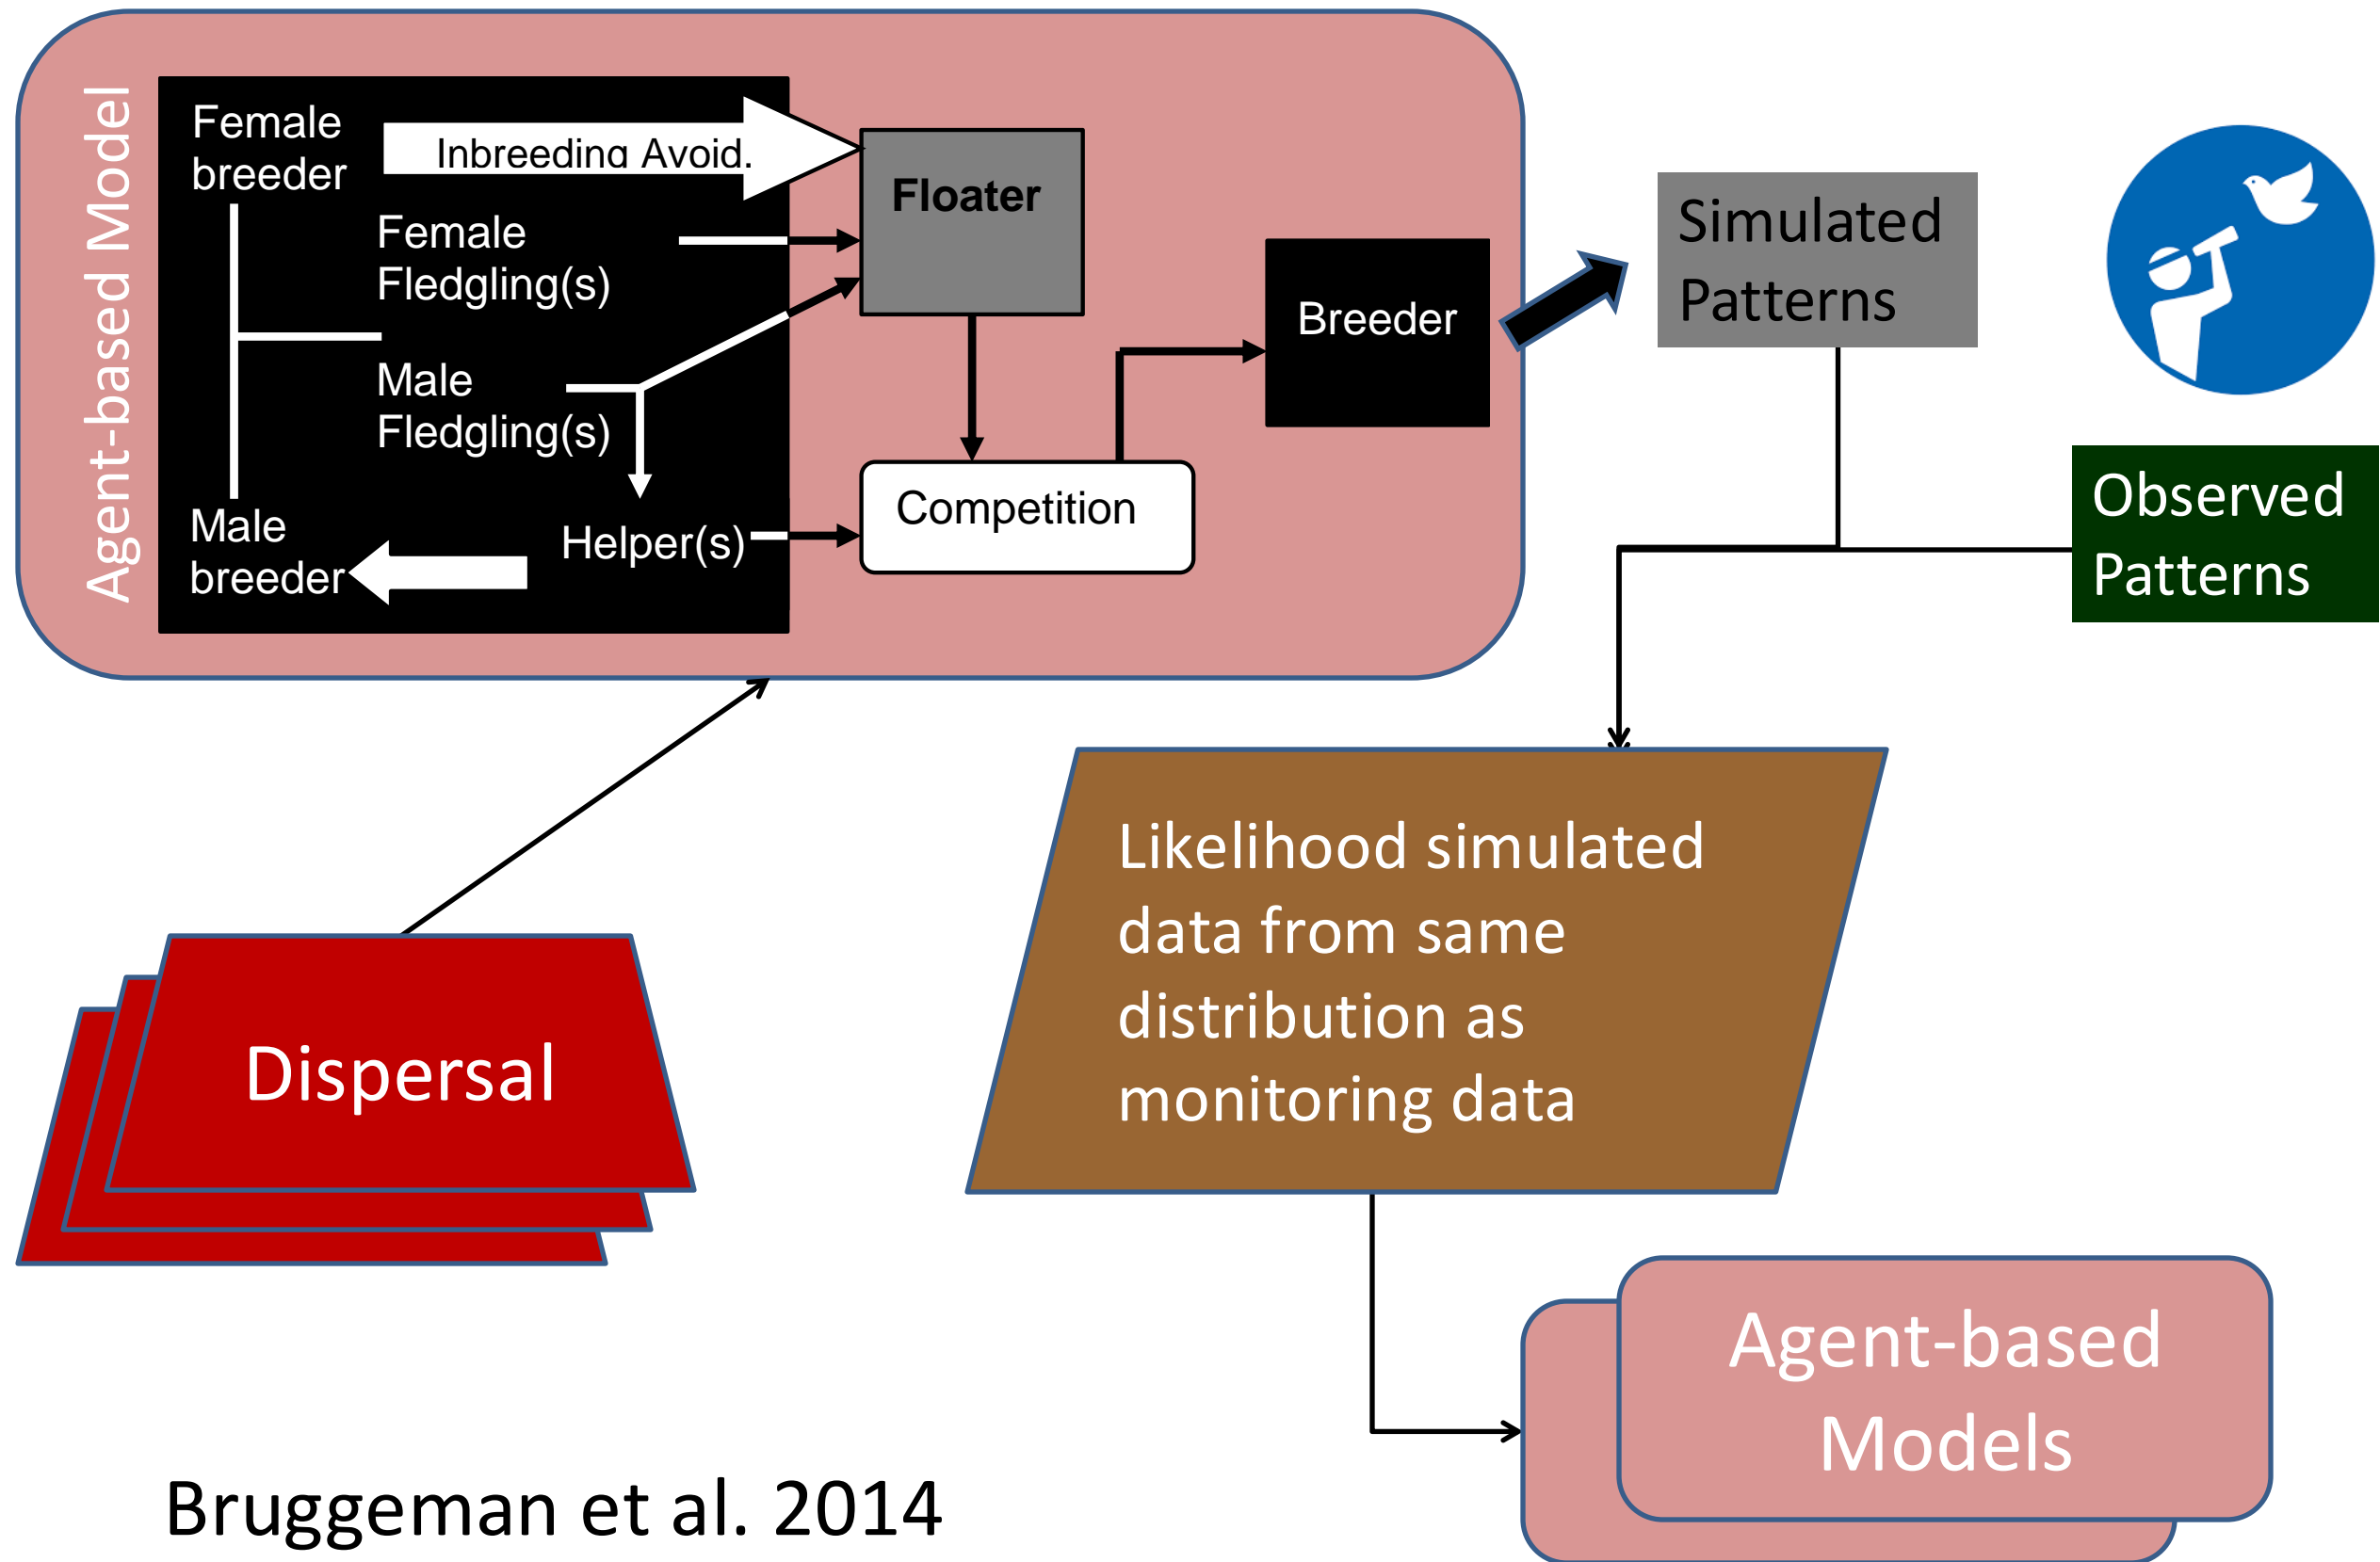 Agent-based Model
Female
breeder
Inbreeding Avoid.
Floater
Female
Fledgling(s)
Male
Fledgling(s)
Male
breeder
Helper(s)
Competition
Breeder
Simulated
Patterns
Observed
Patterns
Dispersal
Likelihood simulated
data from same
distribution as
monitoring data
Agent-based
Models
Bruggeman et al. 2014